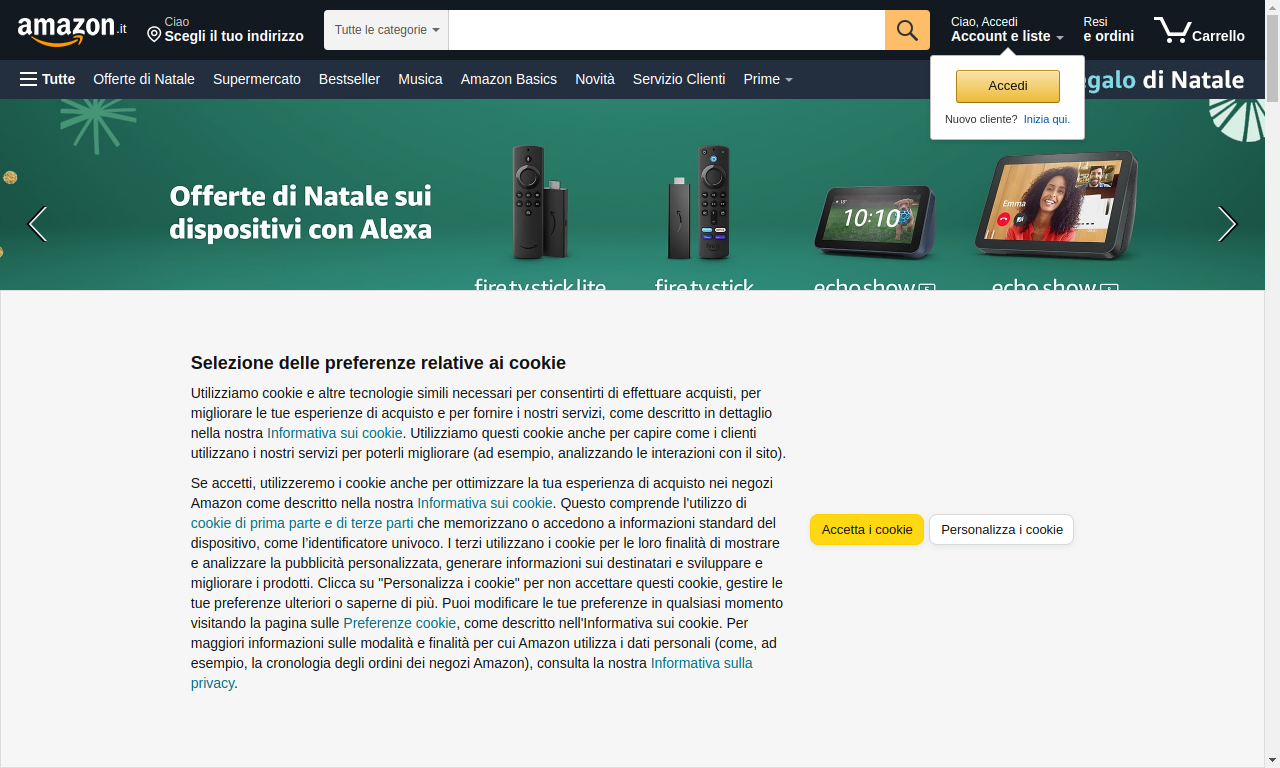 amazon.it
Ciao
Scegli il tuo indirizzo
Tutte le categorie
Ciao, Accedi
Account e liste
Resi
e ordini
Carrello
Tutte
Offerte di Natale
Supermercato
Bestseller
Musica
Amazon Basics
Novità
Servizio Clienti
Prime
di Natale
Accedi
Nuovo cliente? Inizia qui.
Offerte di Natale sui
dispositivi con Alexa
10:10
Emma
fire tv stick lite
fire tv stick
echo show 5
echo show 8
Selezione delle preferenze relative ai cookie
Utilizziamo cookie e altre tecnologie simili necessari per consentirti di effettuare acquisti, per
migliorare le tue esperienze di acquisto e per fornire i nostri servizi, come descritto in dettaglio
nella nostra Informativa sui cookie. Utilizziamo questi cookie anche per capire come i clienti
utilizzano i nostri servizi per poterli migliorare (ad esempio, analizzando le interazioni con il sito).
Se accetti, utilizzeremo i cookie anche per ottimizzare la tua esperienza di acquisto nei negozi
Amazon come descritto nella nostra Informativa sui cookie. Questo comprende l'utilizzo di
cookie di prima parte e di terze parti che memorizzano o accedono a informazioni standard del
dispositivo, come l’identificatore univoco. I terzi utilizzano i cookie per le loro finalità di mostrare
e analizzare la pubblicità personalizzata, generare informazioni sui destinatari e sviluppare e
migliorare i prodotti. Clicca su "Personalizza i cookie" per non accettare questi cookie, gestire le
tue preferenze ulteriori o saperne di più. Puoi modificare le tue preferenze in qualsiasi momento
visitando la pagina sulle Preferenze cookie, come descritto nell'Informativa sui cookie. Per
maggiori informazioni sulle modalità e finalità per cui Amazon utilizza i dati personali (come, ad
esempio, la cronologia degli ordini dei negozi Amazon), consulta la nostra Informativa sulla
privacy.
Accetta i cookie
Personalizza i cookie